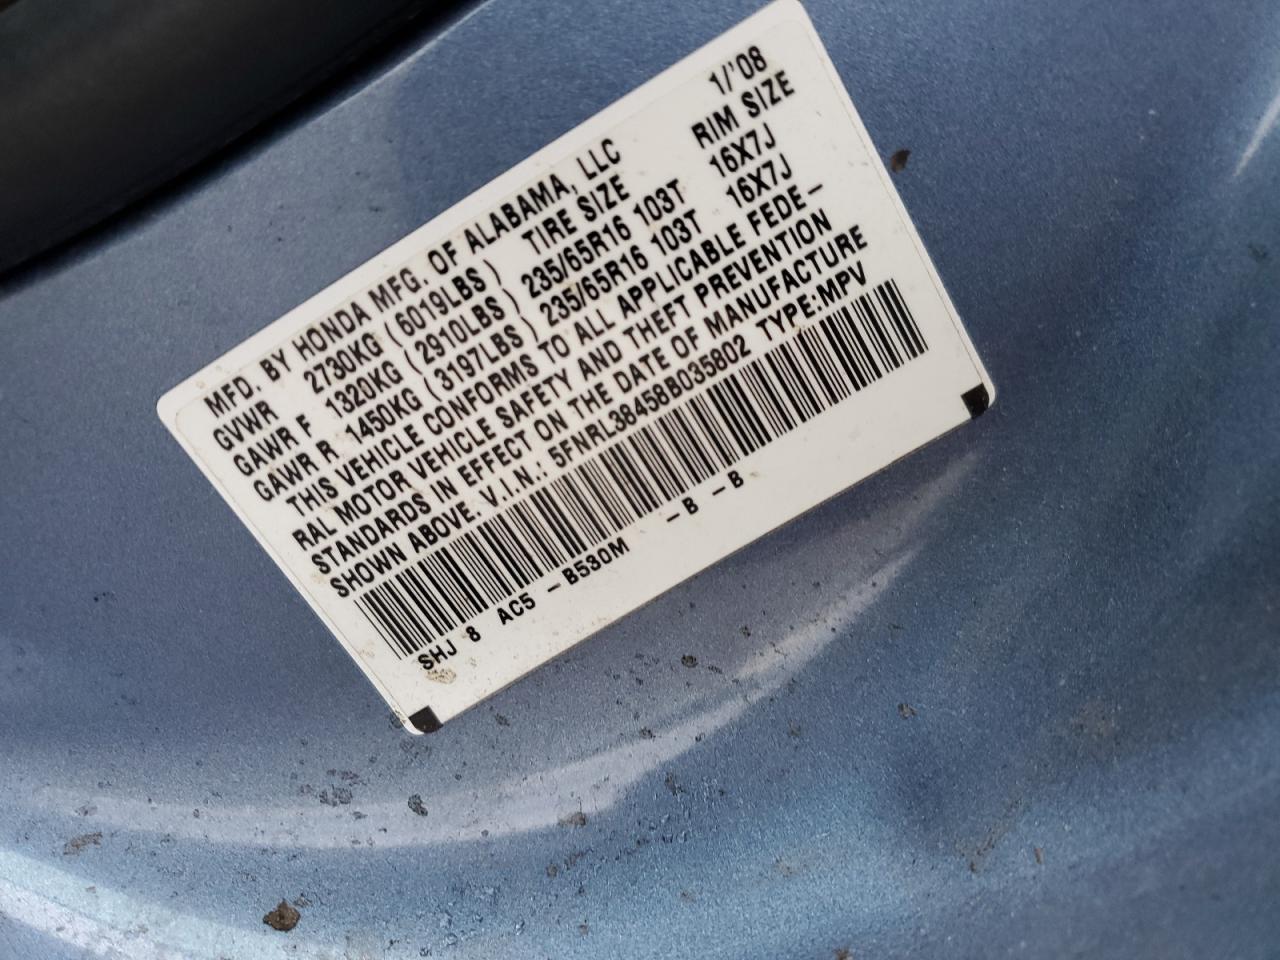 MFD. BY HONDA MFG. OF ALABAMA, LLC 1/'08
GVWR 2730KG (6019LBS) TIRE SIZE RIM SIZE
GAWR F 1320KG (2910LBS) 235/65R16 103T 16X7J
GAWR R 1450KG (3197LBS) 235/65R16 103T 16X7J
THIS VEHICLE CONFORMS TO ALL APPLICABLE FEDE-
RAL MOTOR VEHICLE SAFETY AND THEFT PREVENTION
STANDARDS IN EFFECT ON THE DATE OF MANUFACTURE
SHOWN ABOVE. V.I.N.: 5FNRL38458B035802 TYPE:MPV
SHJ 8 AC5 -B530M -B -B